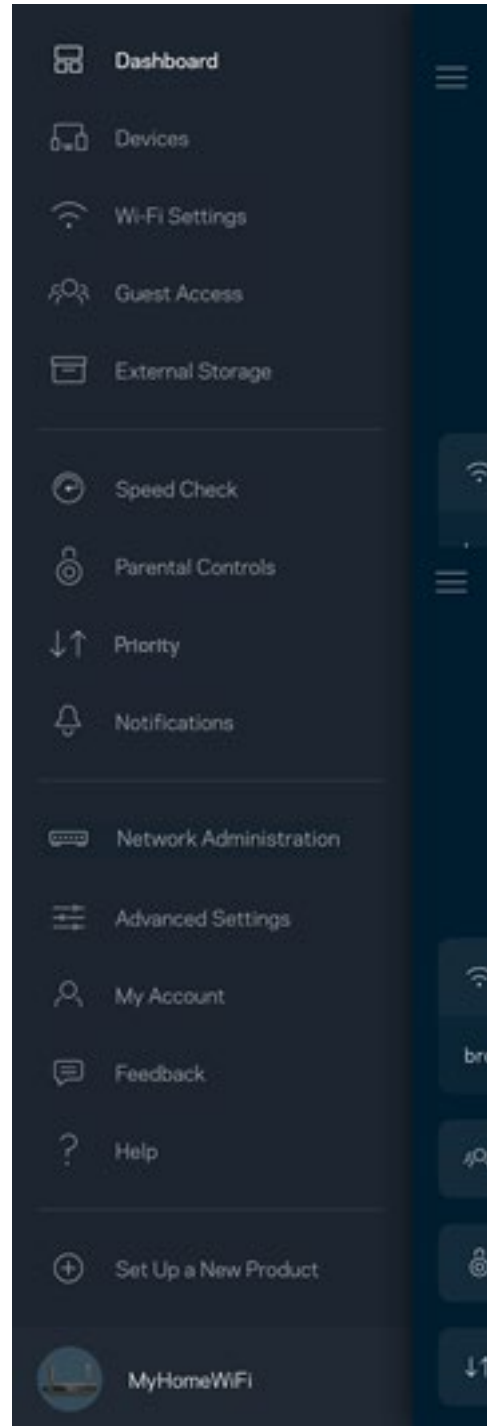 Dashboard
Devices
Wi-Fi Settings
Guest Access
External Storage
Speed Check
Parental Controls
Priority
Notifications
Network Administration
Advanced Settings
My Account
Feedback
Help
Set Up a New Product
MyHomeWiFi